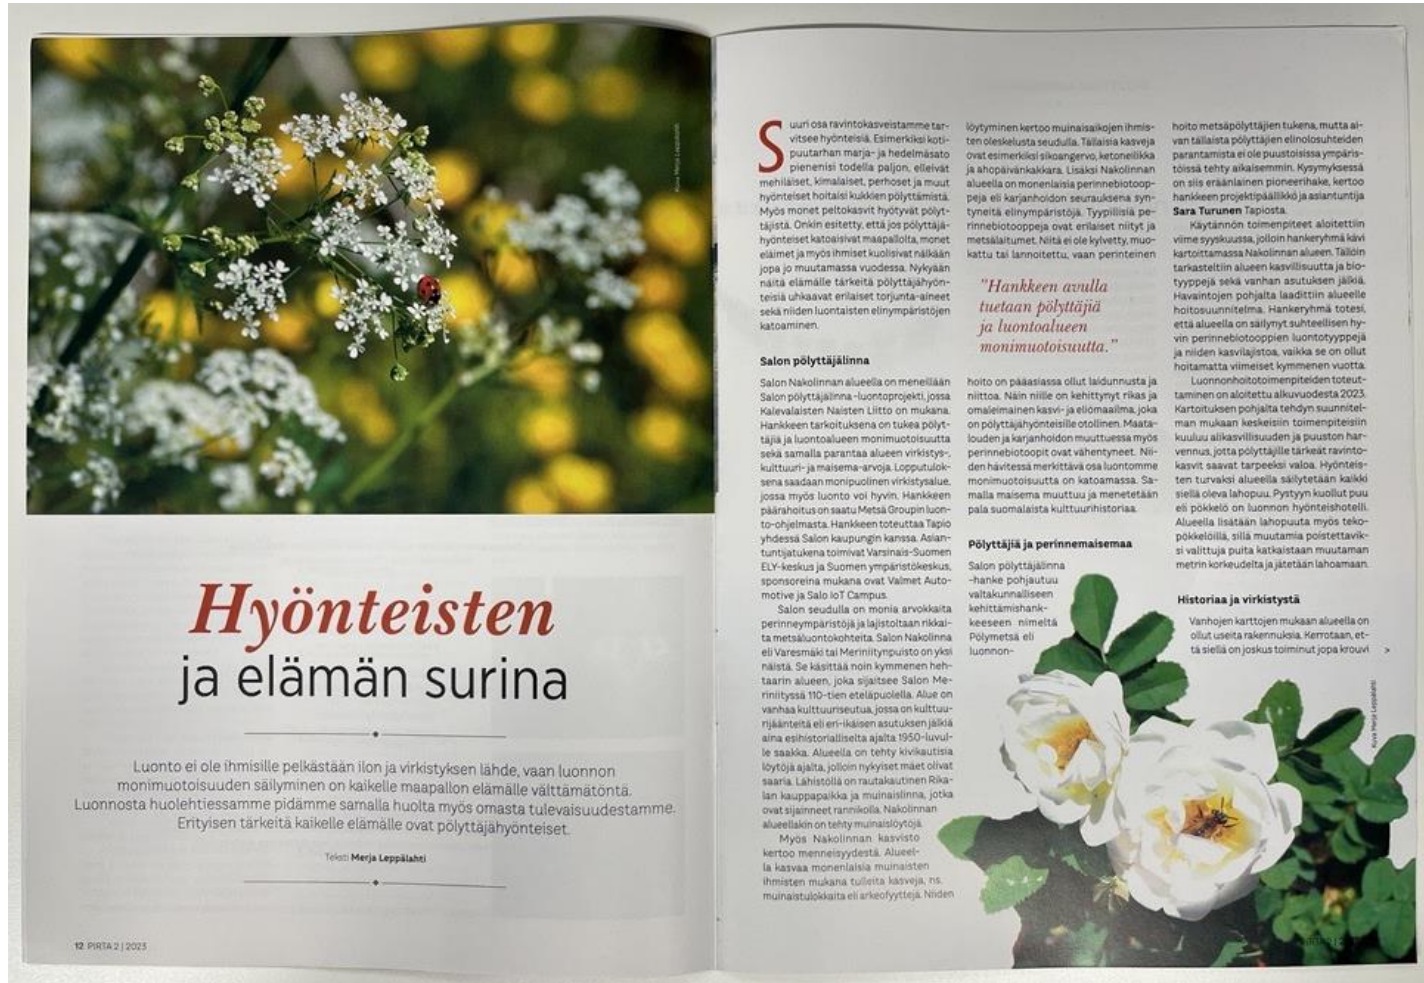 Kuva Merja Leppälahti
Hyönteisten
ja elämän surina
Luonto ei ole ihmisille pelkästään ilon ja virkistyksen lähde, vaan luonnon
monimuotoisuuden säilyminen on kaikelle maapallon elämälle välttämätöntä.
Luonnosta huolehtiessamme pidämme samalla huolta myös omasta tulevaisuudestamme.
Erityisen tärkeitä kaikelle elämälle ovat pölyttäjähyönteiset.
Teksti Merja Leppälahti
12 PIRTA 2 | 2023
Suuri osa ravintokasveistamme tar-
vitsee hyönteisiä. Esimerkiksi koti-
puutarhan marja- ja hedelmäsato
pienenisi todella paljon, elleivät
mehiläiset, kimalaiset, perhoset ja muut
hyönteiset hoitaisi kukkien pölyttämistä.
Myös monet peltokasvit hyötyvät pölyt-
täjistä. Onkin esitetty, että jos pölyttäjä-
hyönteiset katoaisivat maapallolta, monet
eläimet ja myös ihmiset kuolisivat nälkään
jopa jo muutamassa vuodessa. Nykyään
näitä elämälle tärkeitä pölyttäjähyön-
teisiä uhkaavat erilaiset torjunta-aineet
sekä niiden luontaisten elinympäristöjen
katoaminen.
Salon pölyttäjälinna
Salon Nakolinnan alueella on meneillään
Salon pölyttäjälinna -luontoprojekti, jossa
Kalevalaisten Naisten Liitto on mukana.
Hankkeen tarkoituksena on tukea pölyt-
täjiä ja luontoalueen monimuotoisuutta
sekä samalla parantaa alueen virkistys-,
kulttuuri- ja maisema-arvoja. Lopputulok-
sena saadaan monipuolinen virkistysalue,
jossa myös luonto voi hyvin. Hankkeen
päärahoitus on saatu Metsä Groupin luon-
to-ohjelmasta. Hankkeen toteuttaa Tapio
yhdessä Salon kaupungin kanssa. Asian-
tuntijatukena toimivat Varsinais-Suomen
ELY-keskus ja Suomen ympäristökeskus,
sponsoreina mukana ovat Valmet Auto-
motive ja Salo IoT Campus.
Salon seudulla on monia arvokkaita
perinneympäristöjä ja lajistoltaan rikkai-
ta metsäluontokohteita. Salon Nakolinna
eli Varesmäki tai Meriniitynpuisto on yksi
näistä. Se käsittää noin kymmenen heh-
taarin alueen, joka sijaitsee Salon Me-
riniityssä 110-tien eteläpuolella. Alue on
vanhaa kulttuuriseutua, jossa on kulttuu-
rijäänteitä eli eri-ikäisen asutuksen jälkiä
aina esihistorialliselta ajalta 1950-luvul-
le saakka. Alueella on tehty kivikautisia
löytöjä ajalta, jolloin nykyiset mäet olivat
saaria. Lähistöllä on rautakautinen Rika-
lan kauppapaikka ja muinaislinna, jotka
ovat sijainneet rannikolla. Nakolinnan
alueellakin on tehty muinaislöytöjä.
Myös Nakolinnan kasvisto
kertoo menneisyydestä. Alueel-
la kasvaa monenlaisia muinaisten
ihmisten mukana tulleita kasveja, ns.
muinaistulokkaita eli arkeofyyttejä. Niiden
löytyminen kertoo muinaisaikojen ihmis-
ten oleskelusta seudulla. Tällaisia kasveja
ovat esimerkiksi sikoangervo, ketoneilikka
ja ahopäivänkakkara. Lisäksi Nakolinnan
alueella on monenlaisia perinnebiotoop-
peja eli karjanhoidon seurauksena syn-
tyneitä elinympäristöjä. Tyypillisiä pe-
rinnebiotooppeja ovat erilaiset niityt ja
metsälaitumet. Niitä ei ole kylvetty, muo-
kattu tai lannoitettu, vaan perinteinen
"Hankkeen avulla
tuetaan pölyttäjiä
ja luontoalueen
monimuotoisuutta."
hoito on pääasiassa ollut laidunnusta ja
niittoa. Näin niille on kehittynyt rikas ja
omaleimainen kasvi- ja eliömaailma, joka
on pölyttäjähyönteisille otollinen. Maata-
louden ja karjanhoidon muuttuessa myös
perinnebiotoopit ovat vähentyneet. Nii-
den hävitessä merkittävä osa luontomme
monimuotoisuutta on katoamassa. Sa-
malla maisema muuttuu ja menetetään
pala suomalaista kulttuurihistoriaa.
Pölyttäjiä ja perinnemaisemaa
Salon pölyttäjälinna
-hanke pohjautuu
valtakunnalliseen
kehittämishank-
keeseen nimeltä
Pölymetsä eli
luonnon-
hoito metsäpölyttäjien tukena, mutta ai-
van tällaista pölyttäjien elinolosuhteiden
parantamista ei ole puustoisissa ympäris-
töissä tehty aikaisemmin. Kysymyksessä
on siis eräänlainen pioneerihake, kertoo
hankkeen projektipäällikkö ja asiantuntija
Sara Turunen Tapiosta.
Käytännön toimenpiteet aloitettiin
viime syyskuussa, jolloin hankeryhmä kävi
kartoittamassa Nakolinnan alueen. Tällöin
tarkasteltiin alueen kasvillisuutta ja bio-
tyyppejä sekä vanhan asutuksen jälkiä.
Havaintojen pohjalta laadittiin alueelle
hoitosuunnitelma. Hankeryhmä totesi,
että alueella on säilynyt suhteellisen hy-
vin perinnebiotooppien luontotyyppejä
ja niiden kasvilajistoa, vaikka se on ollut
hoitamatta viimeiset kymmenen vuotta.
Luonnonhoitotoimenpiteiden toteut-
taminen on aloitettu alkuvuodesta 2023.
Kartoituksen pohjalta tehdyn suunnitel-
man mukaan keskeisiin toimenpiteisiin
kuuluu alikasvillisuuden ja puuston har-
vennus, jotta pölyttäjille tärkeät ravinto-
kasvit saavat tarpeeksi valoa. Hyönteis-
ten turvaksi alueella säilytetään kaikki
siellä oleva lahopuu. Pystyyn kuollut puu
eli pökkelö on luonnon hyönteishotelli.
Alueella lisätään lahopuuta myös teko-
pökkelöillä, sillä muutamia poistettavik-
si valittuja puita katkaistaan muutaman
metrin korkeudelta ja jätetään lahoamaan.
Historiaa ja virkistystä
Vanhojen karttojen mukaan alueella on
ollut useita rakennuksia. Kerrotaan, et-
tä siellä on joskus toiminut jopa krouvi >
Kuva Merja Leppälahti